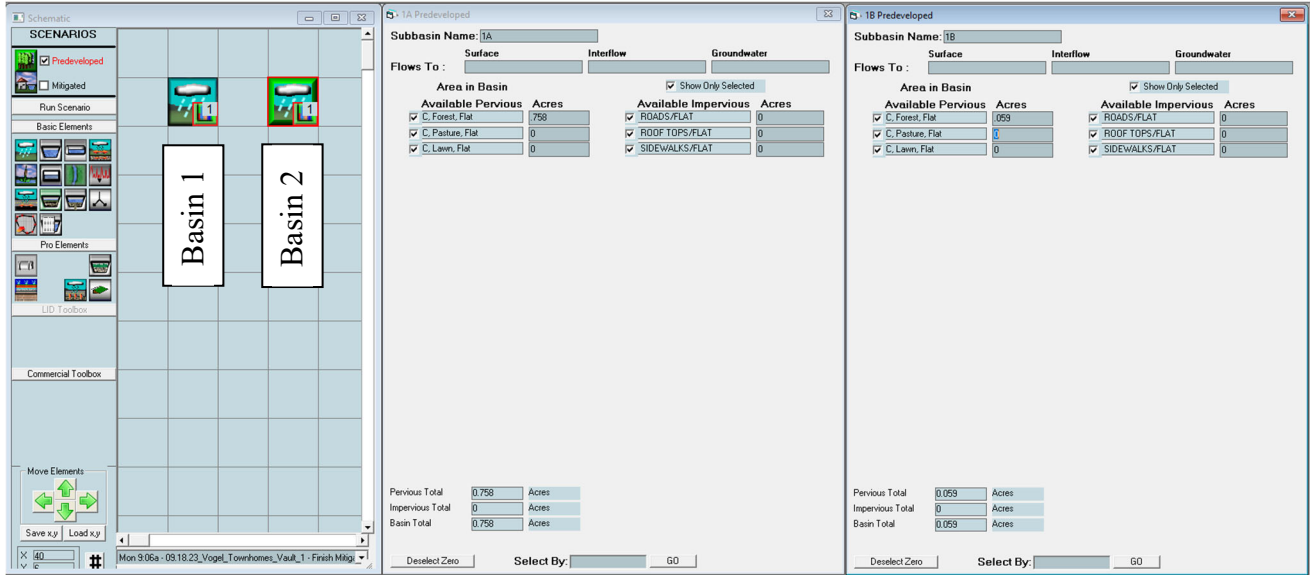 Schematic
SCENARIOS
Predeveloped
Mitigated
Run Scenario
Basic Elements
Pro Elements
LID Toolbox
Commercial Toolbox
Move Elements
Save x,y Load x,y
X 40
Y 6
#
1 1
Basin 1
Basin 2
Mon 9:06a - 09.18.23_Vogel_Townhomes_Vault_1 - Finish Mitig
1A Predeveloped
Subbasin Name: 1A
Surface Interflow Groundwater
Flows To :
Area in Basin Show Only Selected
Available Pervious Acres Available Impervious Acres
C, Forest, Flat .758 ROADS/FLAT 0
C, Pasture, Flat 0 ROOF TOPS/FLAT 0
C, Lawn, Flat 0 SIDEWALKS/FLAT 0
Pervious Total 0.758 Acres
Impervious Total 0 Acres
Basin Total 0.758 Acres
Deselect Zero Select By: GO
1B Predeveloped
Subbasin Name: 1B
Surface Interflow Groundwater
Flows To :
Area in Basin Show Only Selected
Available Pervious Acres Available Impervious Acres
C, Forest, Flat .059 ROADS/FLAT 0
C, Pasture, Flat 0 ROOF TOPS/FLAT 0
C, Lawn, Flat 0 SIDEWALKS/FLAT 0
Pervious Total 0.059 Acres
Impervious Total 0 Acres
Basin Total 0.059 Acres
Deselect Zero Select By: GO